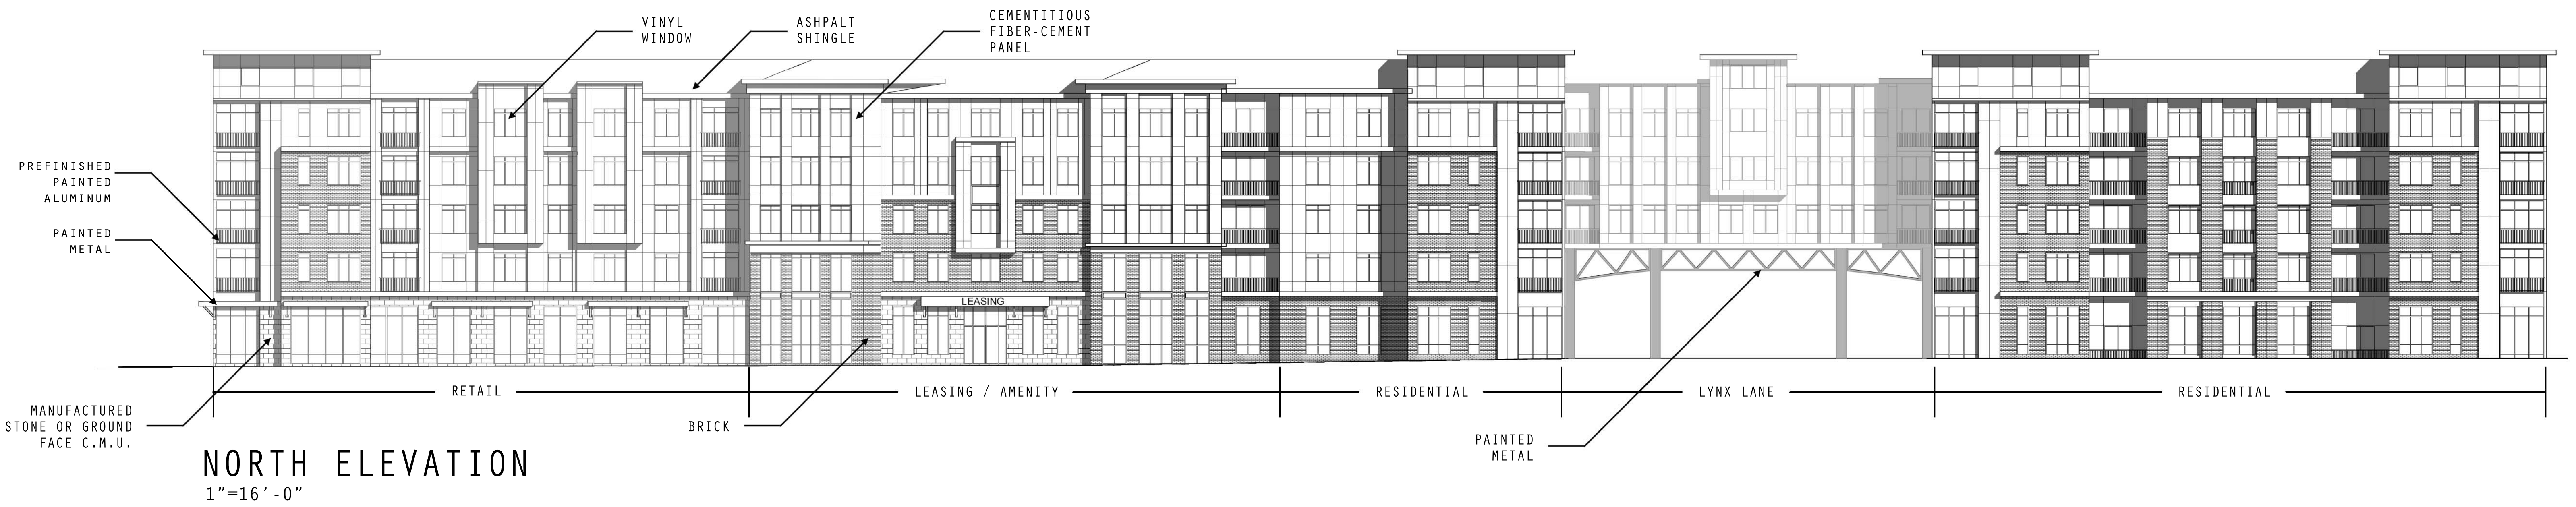 VINYL
WINDOW
ASHPALT
SHINGLE
CEMENTITIOUS
FIBER-CEMENT
PANEL
PREFINISHED
PAINTED
ALUMINUM
PAINTED
METAL
LEASING
RETAIL
LEASING / AMENITY
RESIDENTIAL
LYNX LANE
RESIDENTIAL
MANUFACTURED
STONE OR GROUND
FACE C.M.U.
BRICK
PAINTED
METAL
NORTH ELEVATION
1”=16’-0”